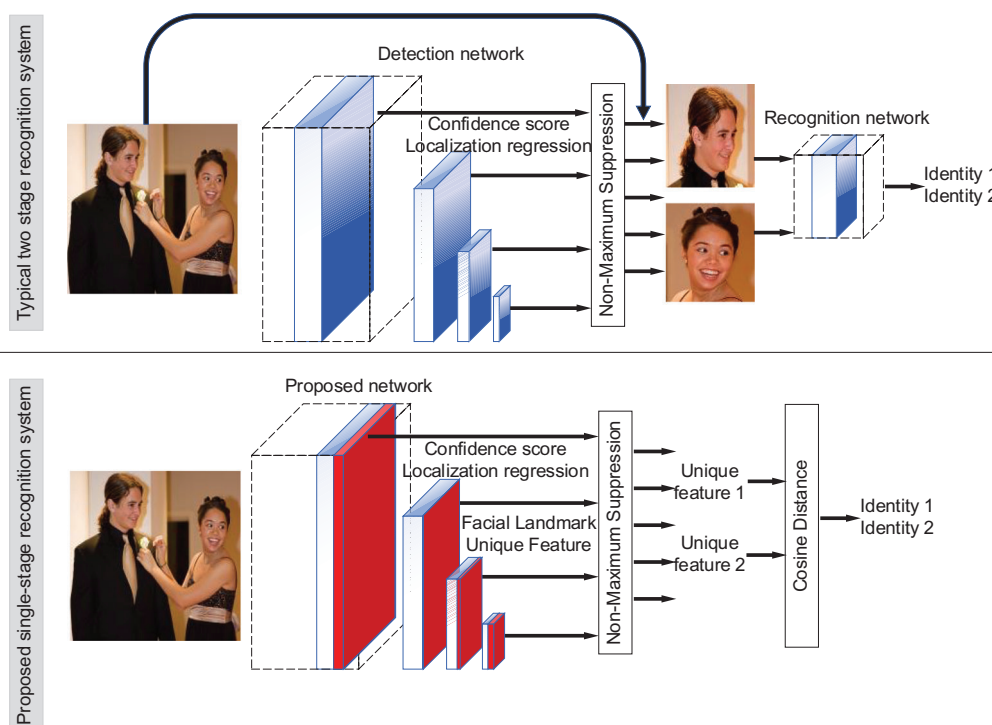 Typical two stage recognition system
Detection network
Confidence score
Localization regression
Non-Maximum Suppression
Recognition network
Identity 1
Identity 2
Proposed single-stage recognition system
Proposed network
Confidence score
Localization regression
Facial Landmark
Unique Feature
Non-Maximum Suppression
Unique
feature 1
Unique
feature 2
Cosine Distance
Identity 1
Identity 2